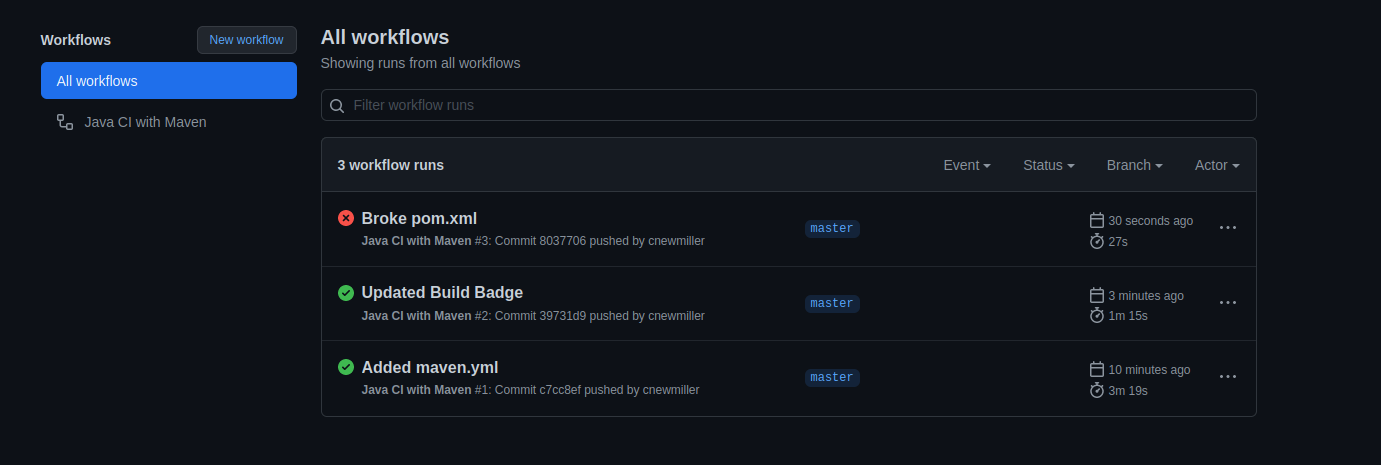 Workflows
New workflow
All workflows
Java CI with Maven
All workflows
Showing runs from all workflows
Filter workflow runs
3 workflow runs
Event
Status
Branch
Actor
Broke pom.xml
Java CI with Maven #3: Commit 8037706 pushed by cnewmiller
master
30 seconds ago
27s
Updated Build Badge
Java CI with Maven #2: Commit 39731d9 pushed by cnewmiller
master
3 minutes ago
1m 15s
Added maven.yml
Java CI with Maven #1: Commit c7cc8ef pushed by cnewmiller
master
10 minutes ago
3m 19s